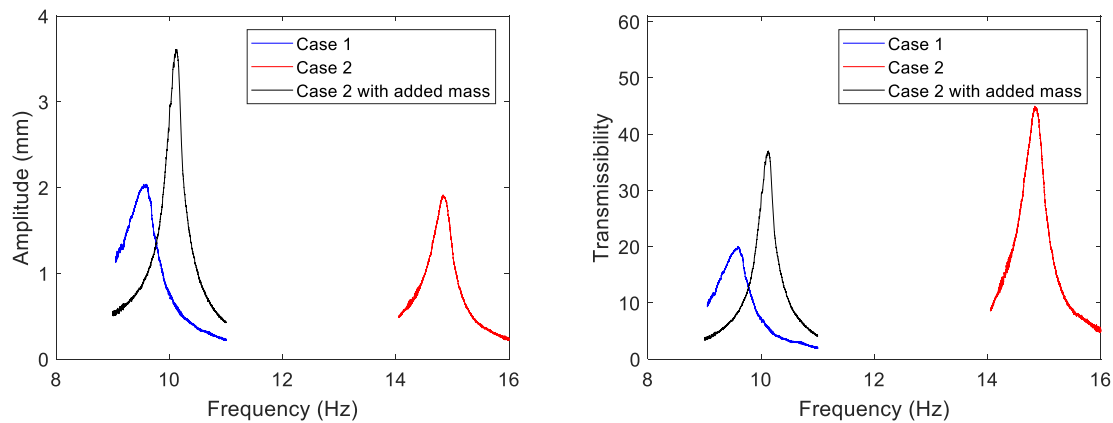 4
3
2
1
0
Amplitude (mm)
8
10
12
14
16
Frequency (Hz)
Case 1
Case 2
Case 2 with added mass
60
50
40
30
20
10
0
Transmissibility
8
10
12
14
16
Frequency (Hz)
Case 1
Case 2
Case 2 with added mass